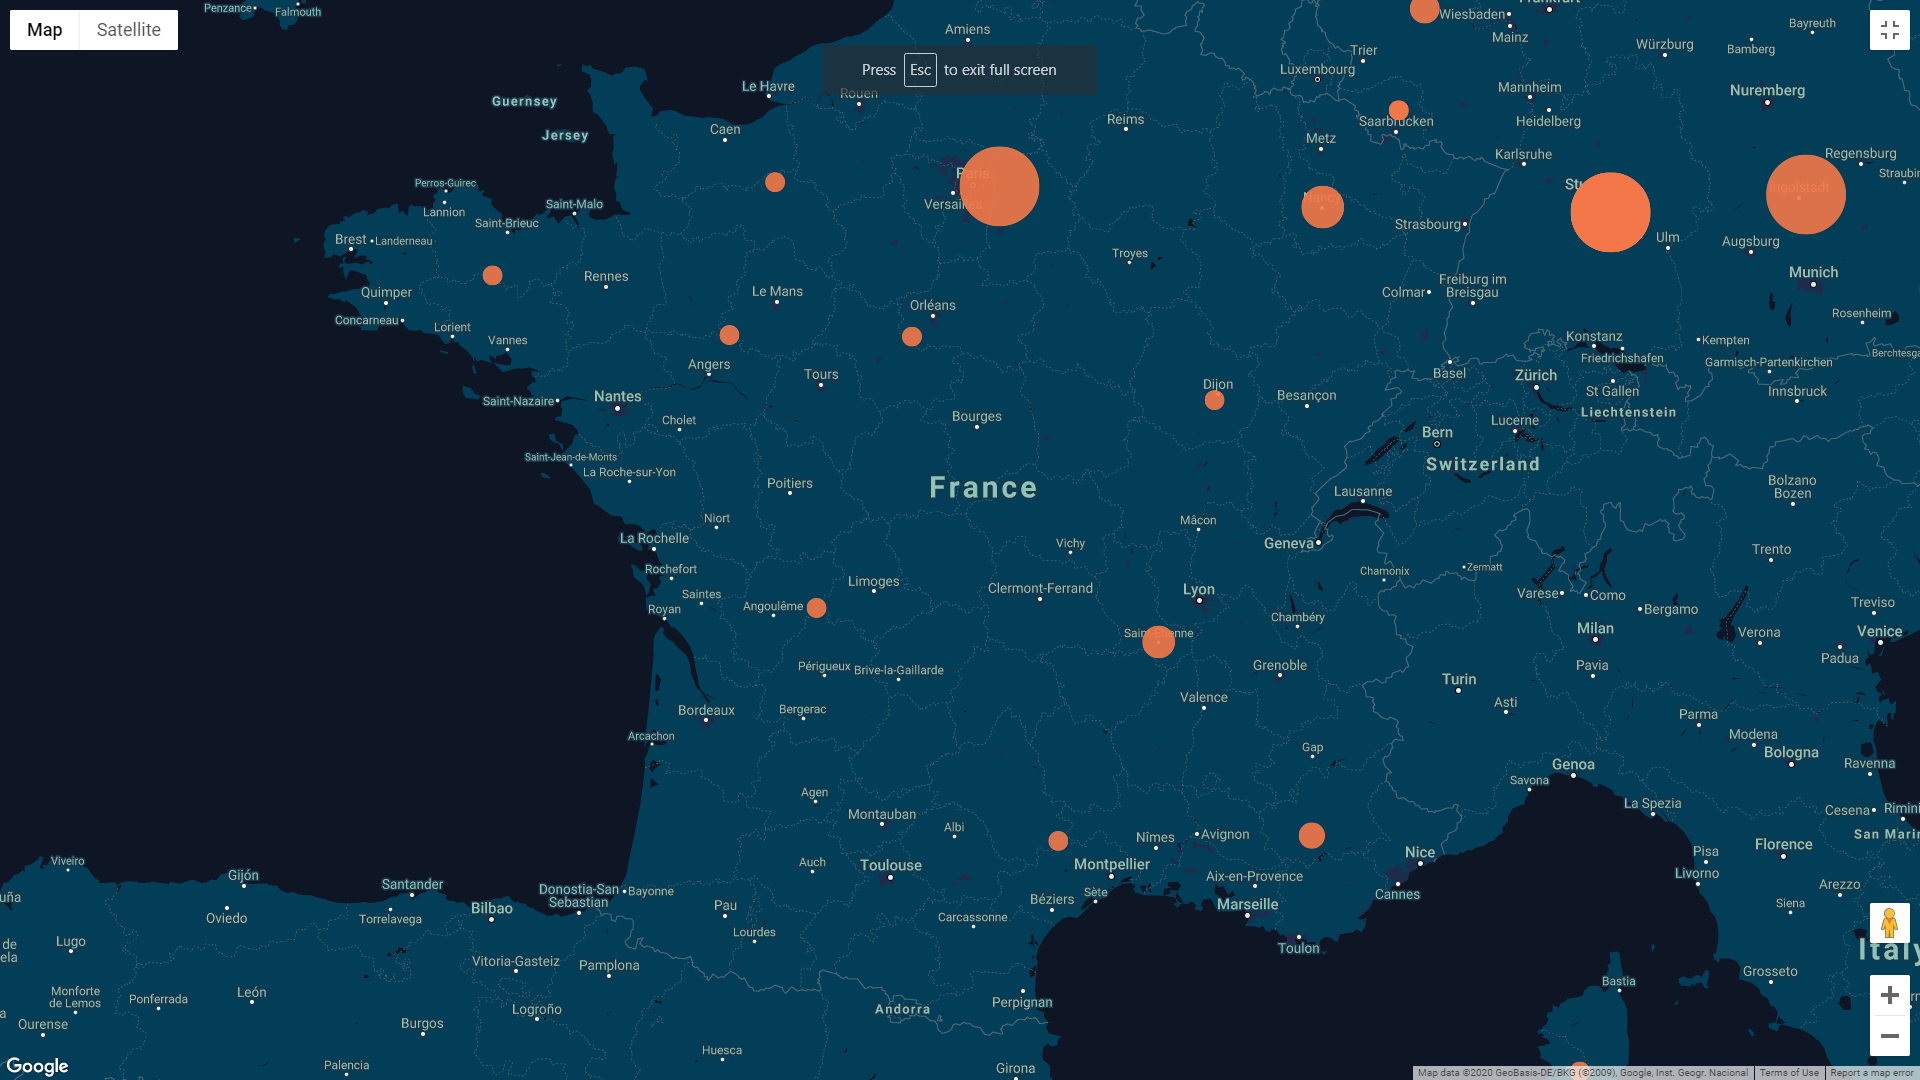 Map Satellite
Press Esc to exit full screen
Penzance
Falmouth
Amiens
Wiesbaden
Mainz
Bayreuth
Bamberg
Würzburg
Trier
Luxembourg
Le Havre
Rouen
Mannheim
Nuremberg
Guernsey
Jersey
Caen
Reims
Saarbrücken
Heidelberg
Metz
Karlsruhe
Regensburg
Paris
Versailles
Straubin
Perros-Guirec
Lannion
Saint-Malo
Saint-Brieuc
Nancy
Stu
Ingolstadt
Strasbourg
Brest
Landerneau
Ulm
Augsburg
Troyes
Rennes
Munich
Quimper
Le Mans
Orléans
Colmar
Freiburg im
Breisgau
Concarneau
Lorient
Vannes
Rosenheim
Konstanz
Friedrichshafen
Kempten
Garmisch-Partenkirchen
Berchtesga
Angers
Tours
Basel
Zürich
Dijon
Besançon
St Gallen
Innsbruck
Saint-Nazaire
Nantes
Cholet
Bourges
Liechtenstein
Lucerne
Bern
Switzerland
Saint-Jean-de-Monts
La Roche-sur-Yon
Poitiers
France
Lausanne
Bolzano
Bozen
Niort
Mâcon
La Rochelle
Vichy
Geneva
Trento
Rochefort
Limoges
Clermont-Ferrand
Lyon
Chamonix
Zermatt
Saintes
Royan
Angoulême
Varese
Como
Bergamo
Treviso
Chambéry
Saint-Étienne
Milan
Verona
Venice
Padua
Périgueux
Brive-la-Gaillarde
Grenoble
Pavia
Turin
Valence
Asti
Bordeaux
Bergerac
Parma
Modena
Arcachon
Gap
Bologna
Genoa
Ravenna
Savona
Agen
La Spezia
Montauban
Cesena
Rimini
Albi
Nîmes
Avignon
San Marin
Florence
Pisa
Viveiro
Auch
Toulouse
Montpellier
Nice
Livorno
Gijón
Santander
Donostia-San
Sebastian
Bayonne
Aix-en-Provence
Cannes
Arezzo
uña
Béziers
Sète
Marseille
Siena
Oviedo
Torrelavega
Bilbao
Pau
Carcassonne
Lourdes
Lugo
de
ela
Toulon
Italy
Vitoria-Gasteiz
Pamplona
Grosseto
Bastia
Monforte
de Lemos
Ponferrada
León
Logroño
Andorra
Perpignan
Ourense
Burgos
Huesca
Palencia
Girona
Google
Map data ©2020 GeoBasis-DE/BKG (©2009), Google, Inst. Geogr. Nacional
Terms of Use
Report a map error